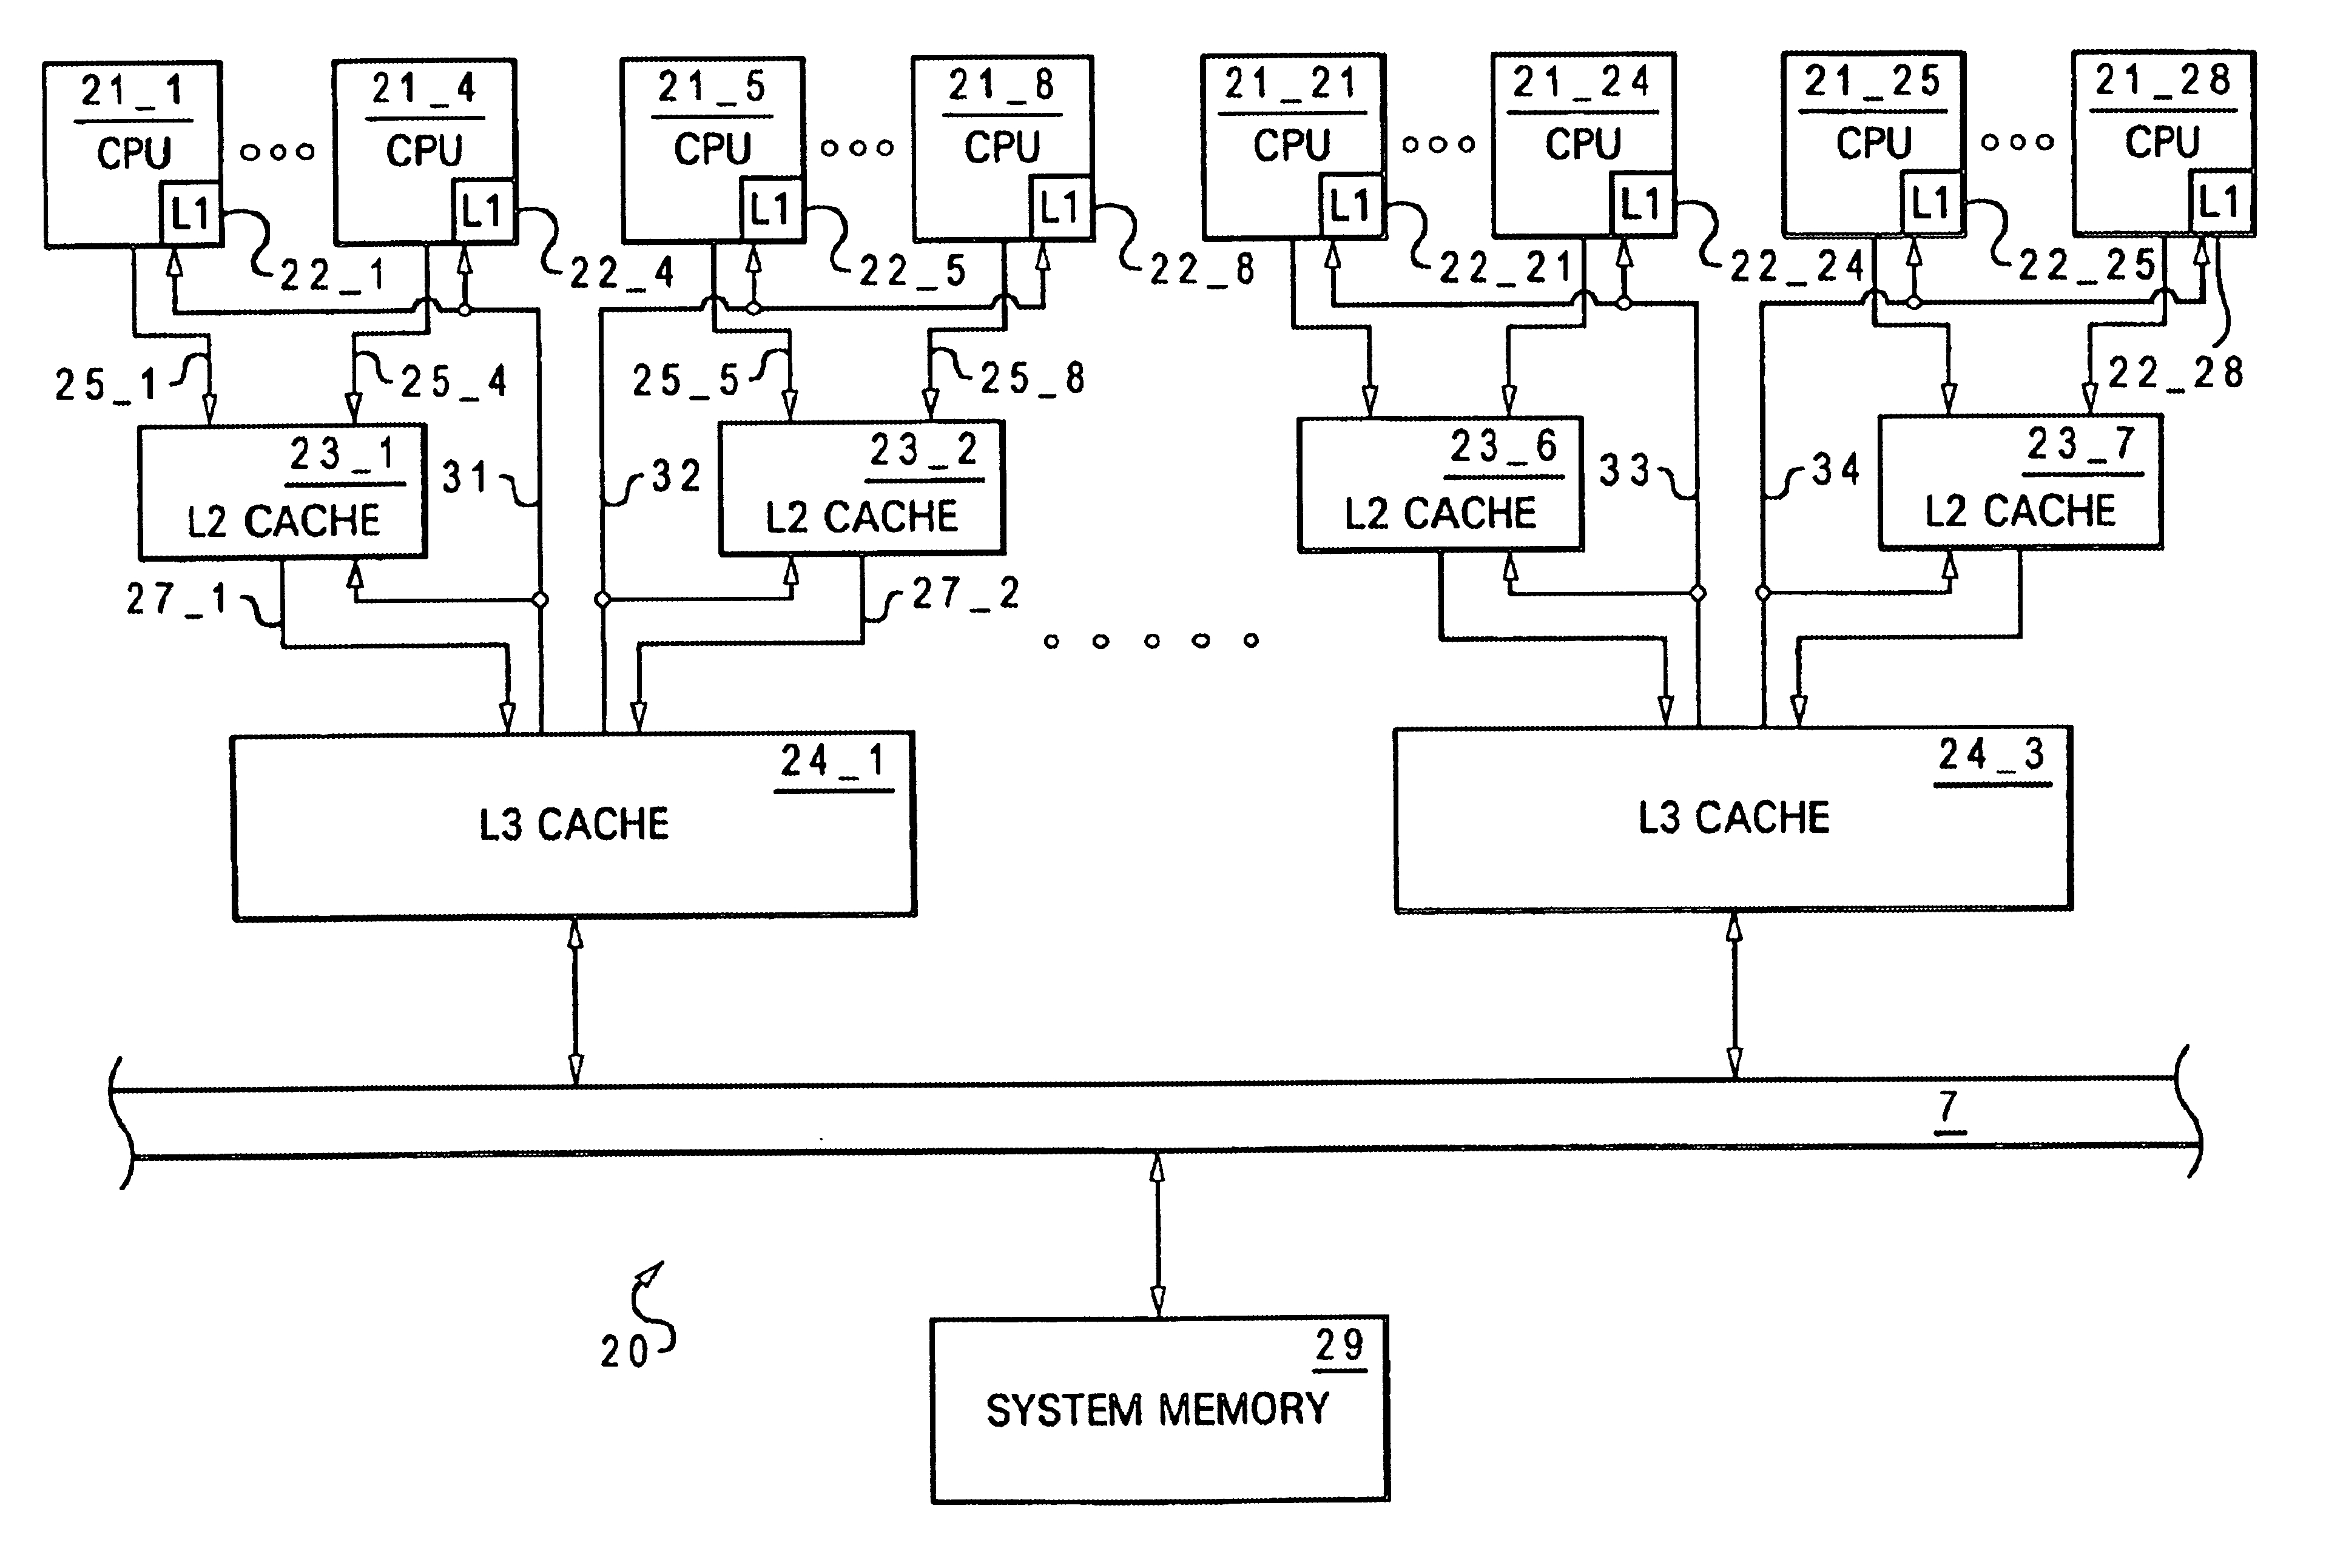 21_1 21_4 21_5 21_8 21_21 21_24 21_25 21_28
CPU CPU CPU CPU CPU CPU CPU CPU
L1 L1 L1 L1 L1 L1 L1 L1
22_1 22_4 22_5 22_8 22_21 22_24 22_25
25_1 25_4 25_5 25_8 22_28
23_1 31 32 23_2 23_6 33 34 23_7
L2 CACHE L2 CACHE L2 CACHE L2 CACHE
27_1 27_2
24_1 24_3
L3 CACHE L3 CACHE
7
20 29
SYSTEM MEMORY